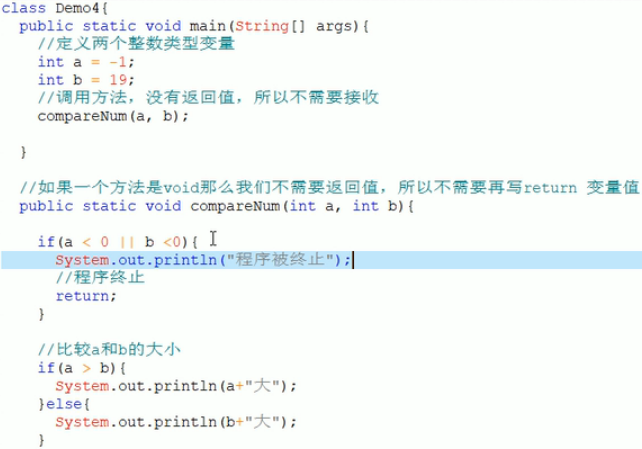 class Demo4{
public static void main(String[] args){
//定义两个整数类型变量
int a = -1;
int b = 19;
//调用方法，没有返回值，所以不需要接收
compareNum(a, b);
}
//如果一个方法是void那么我们不需要返回值，所以不需要再写return 变量值
public static void compareNum(int a, int b){
if(a < 0 || b <0){
System.out.println("程序被终止");
//程序终止
return;
}
//比较a和b的大小
if(a > b){
System.out.println(a+"大");
}else{
System.out.println(b+"大");
}